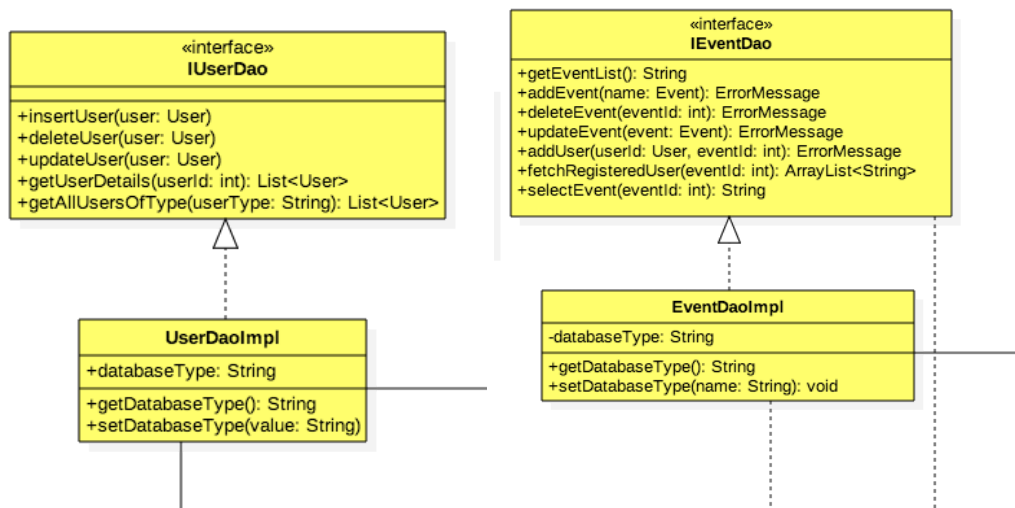 «interface»
IUserDao
+insertUser(user: User)
+deleteUser(user: User)
+updateUser(user: User)
+getUserDetails(userId: int): List<User>
+getAllUsersOfType(userType: String): List<User>
UserDaoImpl
+databaseType: String
+getDatabaseType(): String
+setDatabaseType(value: String)
«interface»
IEventDao
+getEventList(): String
+addEvent(name: Event): ErrorMessage
+deleteEvent(eventId: int): ErrorMessage
+updateEvent(event: Event): ErrorMessage
+addUser(userId: User, eventId: int): ErrorMessage
+fetchRegisteredUser(eventId: int): ArrayList<String>
+selectEvent(eventId: int): String
EventDaoImpl
-databaseType: String
+getDatabaseType(): String
+setDatabaseType(name: String): void